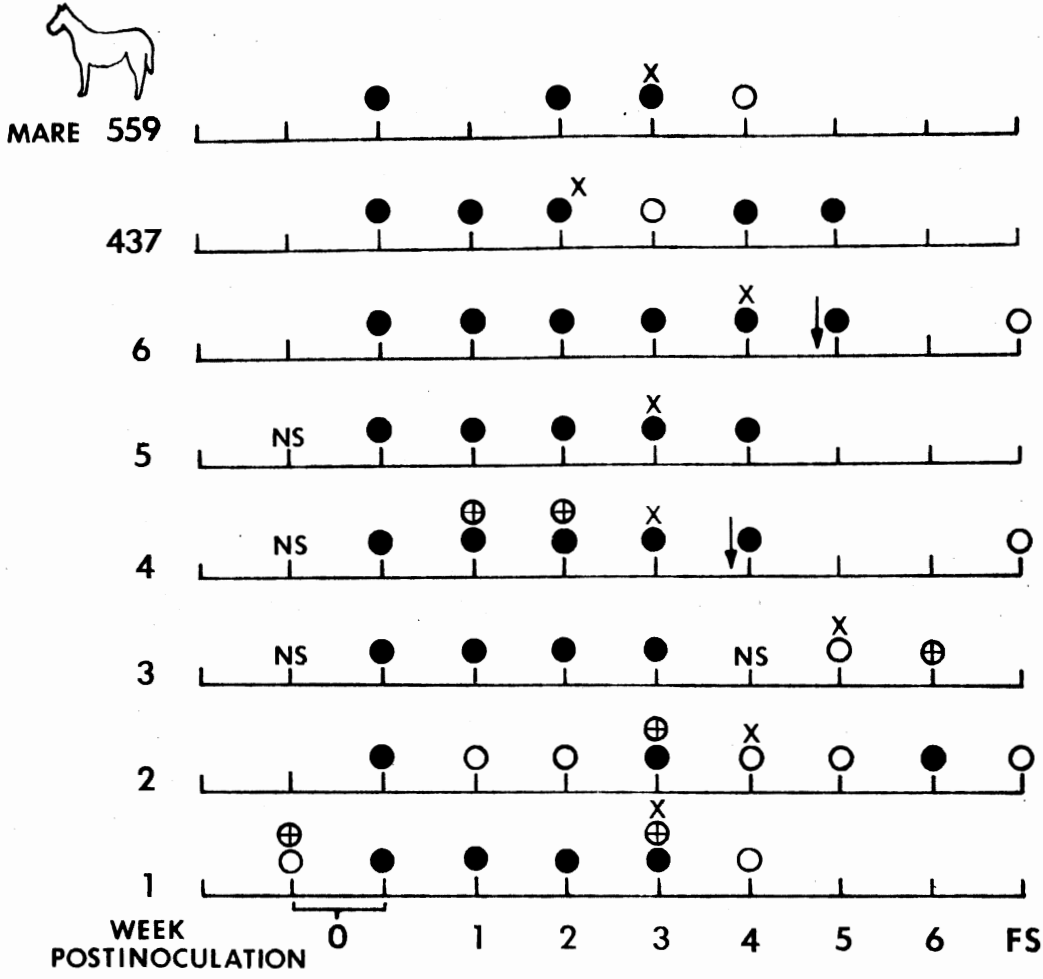 X
MARE 559
X
437
X
6
X
NS
5
X
NS
4
X
NS NS
3
X
2
X
1
WEEK POSTINOCULATION 0 1 2 3 4 5 6 FS